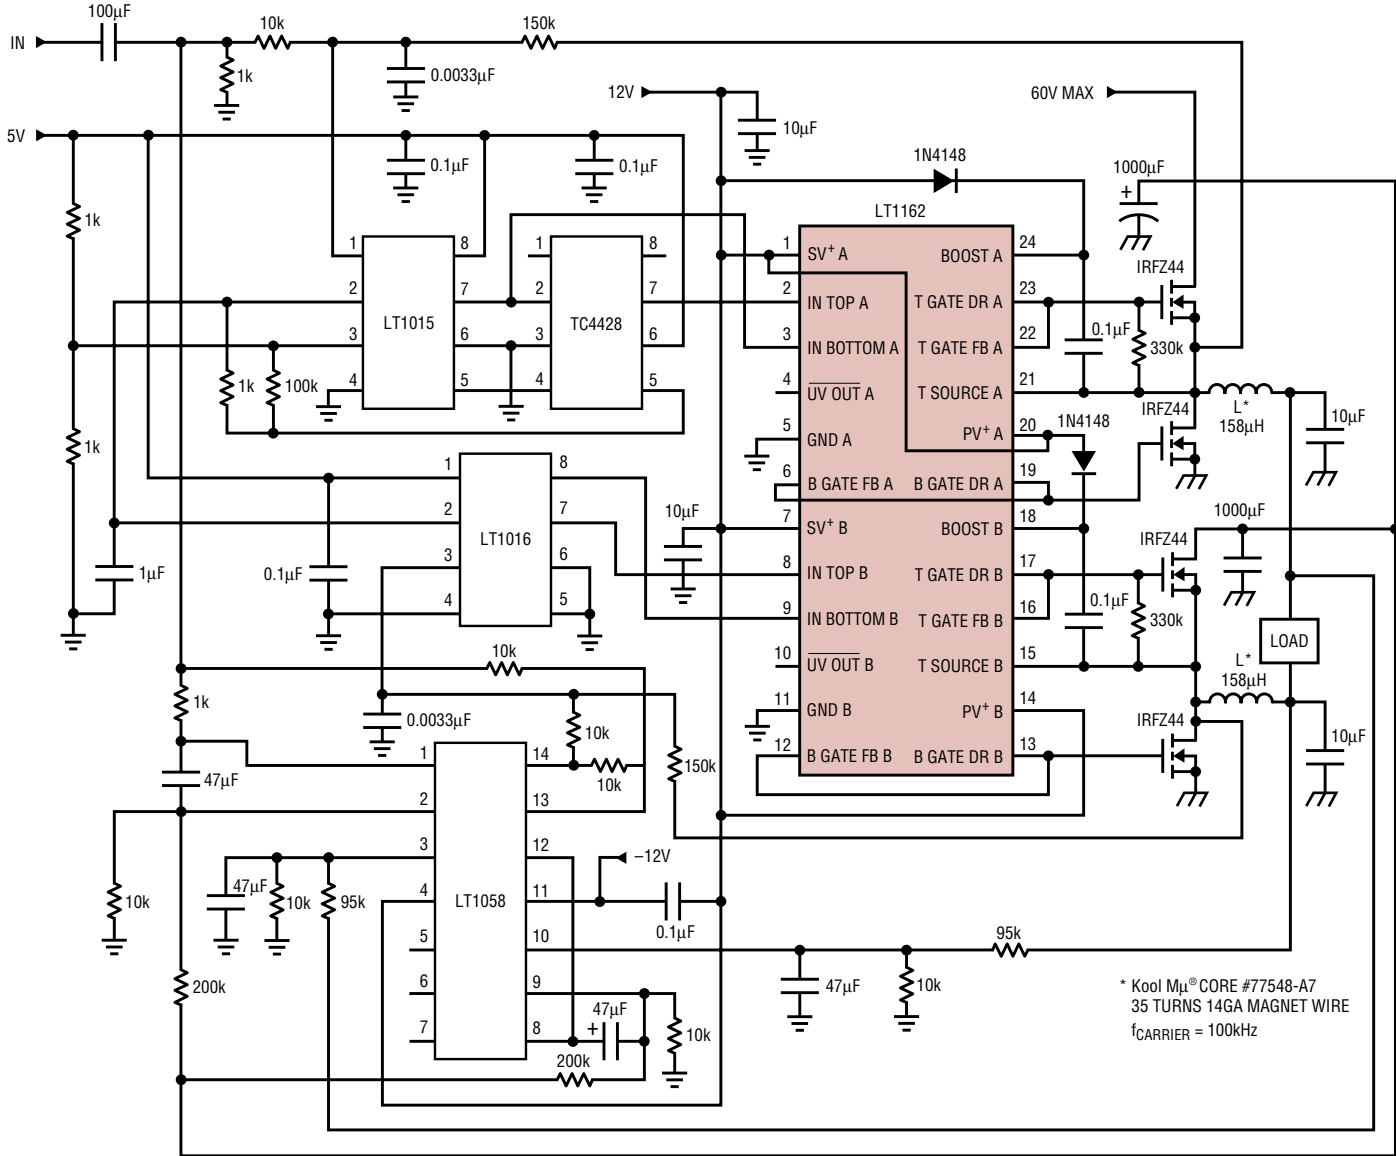 100µF
10k
150k
IN
1k
0.0033µF
12V
60V MAX
10µF
5V
0.1µF
0.1µF
1N4148
1000µF
+
LT1162
1k
1 8
2 7
3 6
4 5
LT1015
1 8
2 7
3 6
4 5
TC4428
1k
100k
1k
1 SV+ A
2 IN TOP A
3 IN BOTTOM A
4 UV OUT A
5 GND A
6 B GATE FB A
7 SV+ B
8 IN TOP B
9 IN BOTTOM B
10 UV OUT B
11 GND B
12 B GATE FB B
BOOST A 24
T GATE DR A 23
T GATE FB A 22
T SOURCE A 21
PV+ A 20
B GATE DR A 19
BOOST B 18
T GATE DR B 17
T GATE FB B 16
T SOURCE B 15
PV+ B 14
B GATE DR B 13
IRFZ44
0.1µF
330k
IRFZ44
1N4148
L*
158µH
10µF
1 8
2 7
3 6
4 5
LT1016
1µF
0.1µF
10µF
1000µF
IRFZ44
0.1µF
330k
LOAD
L*
158µH
IRFZ44
10µF
10k
1k
0.0033µF
10k
10k
150k
47µF
1 14
2 13
3 12
4 11
5 10
6 9
7 8
LT1058
–12V
10k
47µF
10k
95k
0.1µF
95k
200k
47µF
10k
47µF
+
10k
200k
* Kool Mµ® CORE #77548-A7
35 TURNS 14GA MAGNET WIRE
fCARRIER = 100kHz